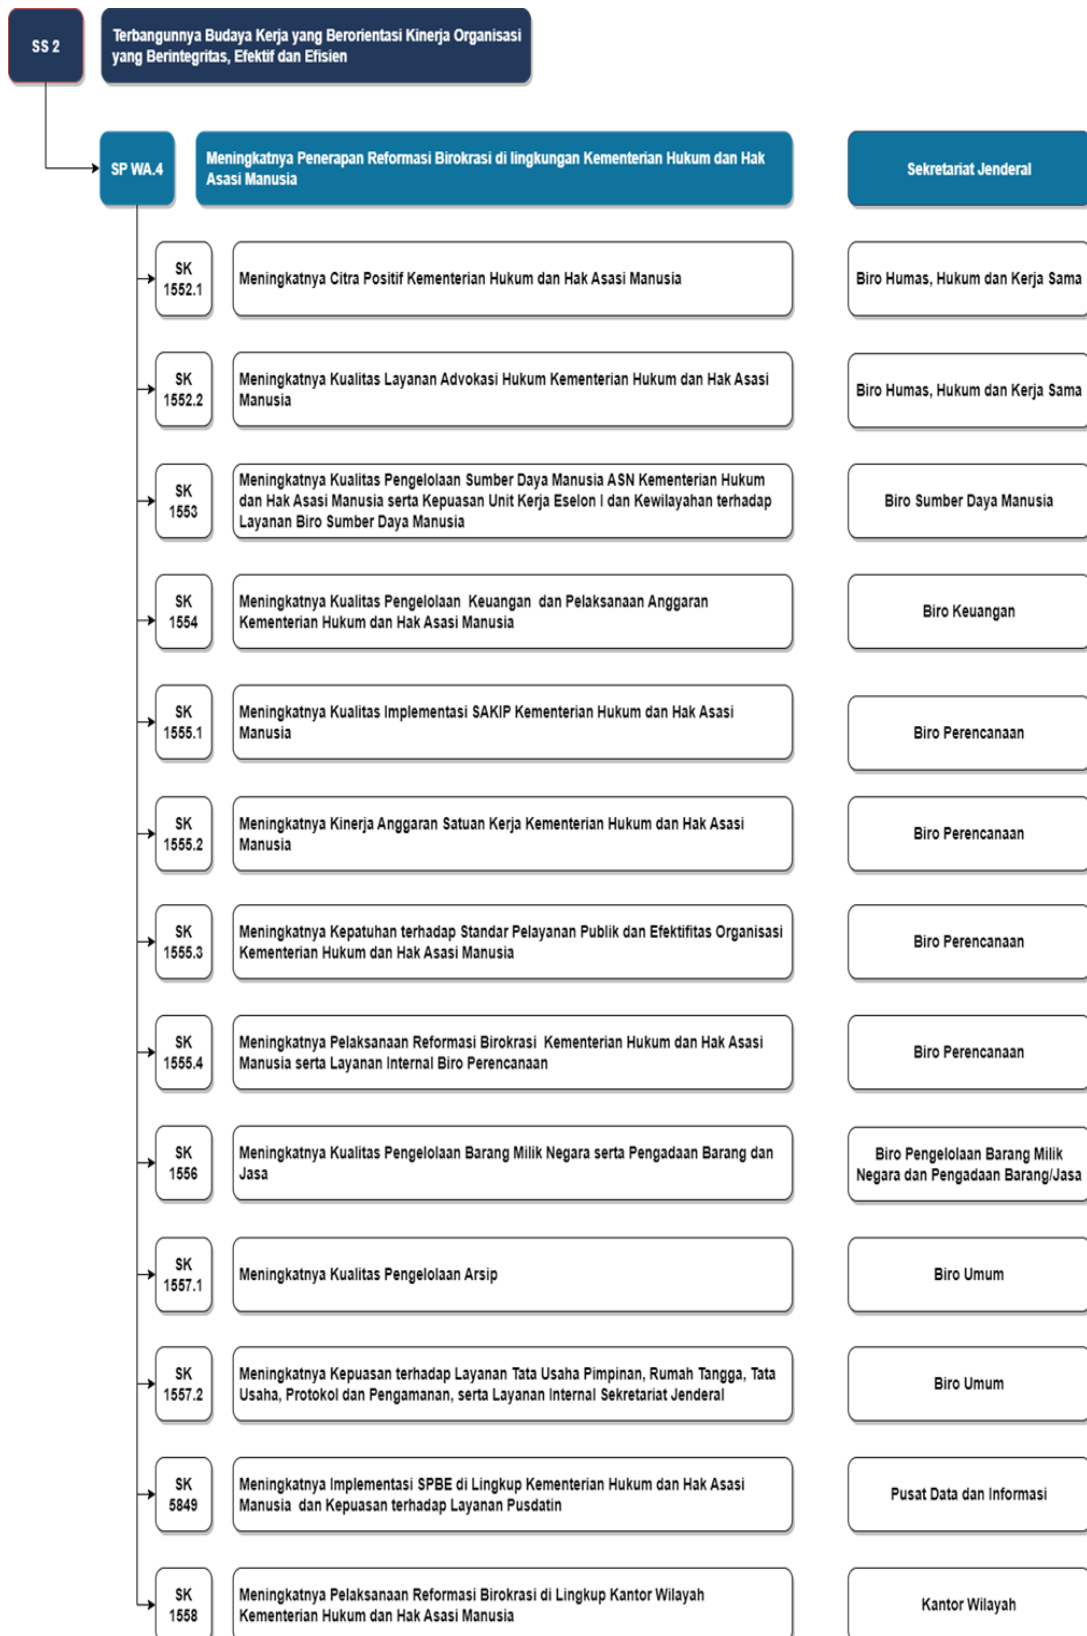 SS 2
Terbangunnya Budaya Kerja yang Berorientasi Kinerja Organisasi
yang Berintegritas, Efektif dan Efisien
SP WA.4
Meningkatnya Penerapan Reformasi Birokrasi di lingkungan Kementerian Hukum dan Hak
Asasi Manusia
Sekretariat Jenderal
SK
1552.1
Meningkatnya Citra Positif Kementerian Hukum dan Hak Asasi Manusia
Biro Humas, Hukum dan Kerja Sama
SK
1552.2
Meningkatnya Kualitas Layanan Advokasi Hukum Kementerian Hukum dan Hak Asasi
Manusia
Biro Humas, Hukum dan Kerja Sama
SK
1553
Meningkatnya Kualitas Pengelolaan Sumber Daya Manusia ASN Kementerian Hukum
dan Hak Asasi Manusia serta Kepuasan Unit Kerja Eselon I dan Kewilayahan terhadap
Layanan Biro Sumber Daya Manusia
Biro Sumber Daya Manusia
SK
1554
Meningkatnya Kualitas Pengelolaan Keuangan dan Pelaksanaan Anggaran
Kementerian Hukum dan Hak Asasi Manusia
Biro Keuangan
SK
1555.1
Meningkatnya Kualitas Implementasi SAKIP Kementerian Hukum dan Hak Asasi
Manusia
Biro Perencanaan
SK
1555.2
Meningkatnya Kinerja Anggaran Satuan Kerja Kementerian Hukum dan Hak Asasi
Manusia
Biro Perencanaan
SK
1555.3
Meningkatnya Kepatuhan terhadap Standar Pelayanan Publik dan Efektifitas Organisasi
Kementerian Hukum dan Hak Asasi Manusia
Biro Perencanaan
SK
1555.4
Meningkatnya Pelaksanaan Reformasi Birokrasi Kementerian Hukum dan Hak Asasi
Manusia serta Layanan Internal Biro Perencanaan
Biro Perencanaan
SK
1556
Meningkatnya Kualitas Pengelolaan Barang Milik Negara serta Pengadaan Barang dan
Jasa
Biro Pengelolaan Barang Milik
Negara dan Pengadaan Barang/Jasa
SK
1557.1
Meningkatnya Kualitas Pengelolaan Arsip
Biro Umum
SK
1557.2
Meningkatnya Kepuasan terhadap Layanan Tata Usaha Pimpinan, Rumah Tangga, Tata
Usaha, Protokol dan Pengamanan, serta Layanan Internal Sekretariat Jenderal
Biro Umum
SK
5849
Meningkatnya Implementasi SPBE di Lingkup Kementerian Hukum dan Hak Asasi
Manusia dan Kepuasan terhadap Layanan Pusdatin
Pusat Data dan Informasi
SK
1558
Meningkatnya Pelaksanaan Reformasi Birokrasi di Lingkup Kantor Wilayah
Kementerian Hukum dan Hak Asasi Manusia
Kantor Wilayah